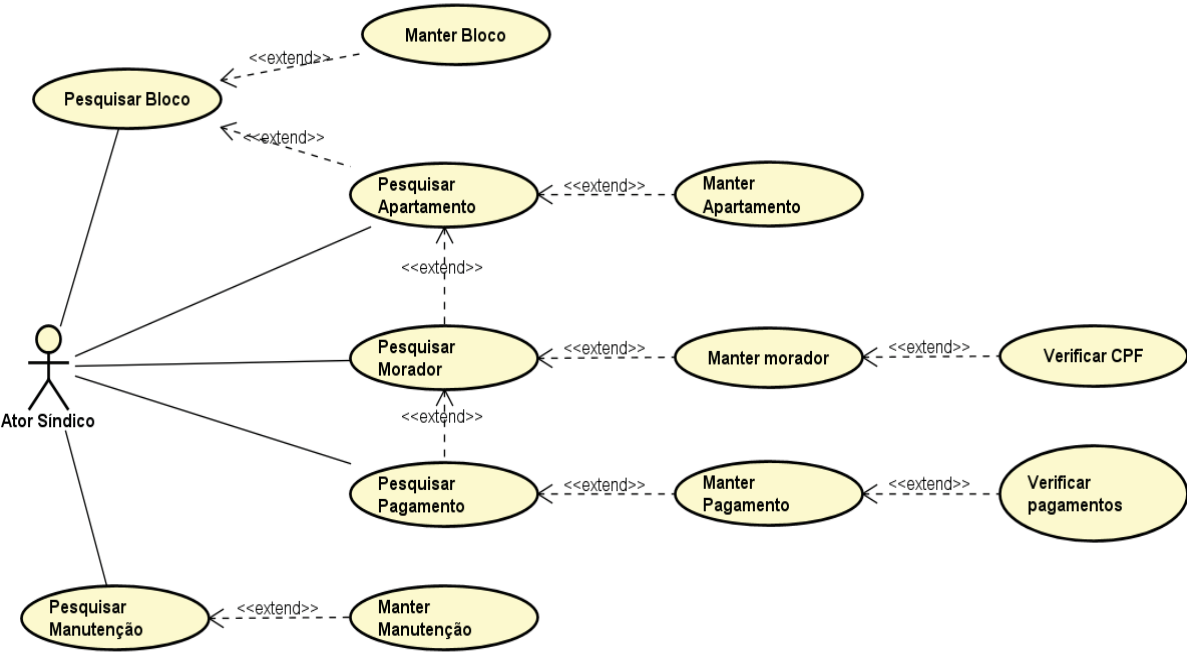 Manter Bloco
<<extend>>
Pesquisar Bloco
<<extend>>
Pesquisar
Apartamento
<<extend>>
Manter
Apartamento
<<extend>>
Pesquisar
Morador
<<extend>>
Manter morador
<<extend>>
Verificar CPF
Ator Síndico
<<extend>>
Pesquisar
Pagamento
<<extend>>
Manter
Pagamento
<<extend>>
Verificar
pagamentos
Pesquisar
Manutenção
<<extend>>
Manter
Manutenção